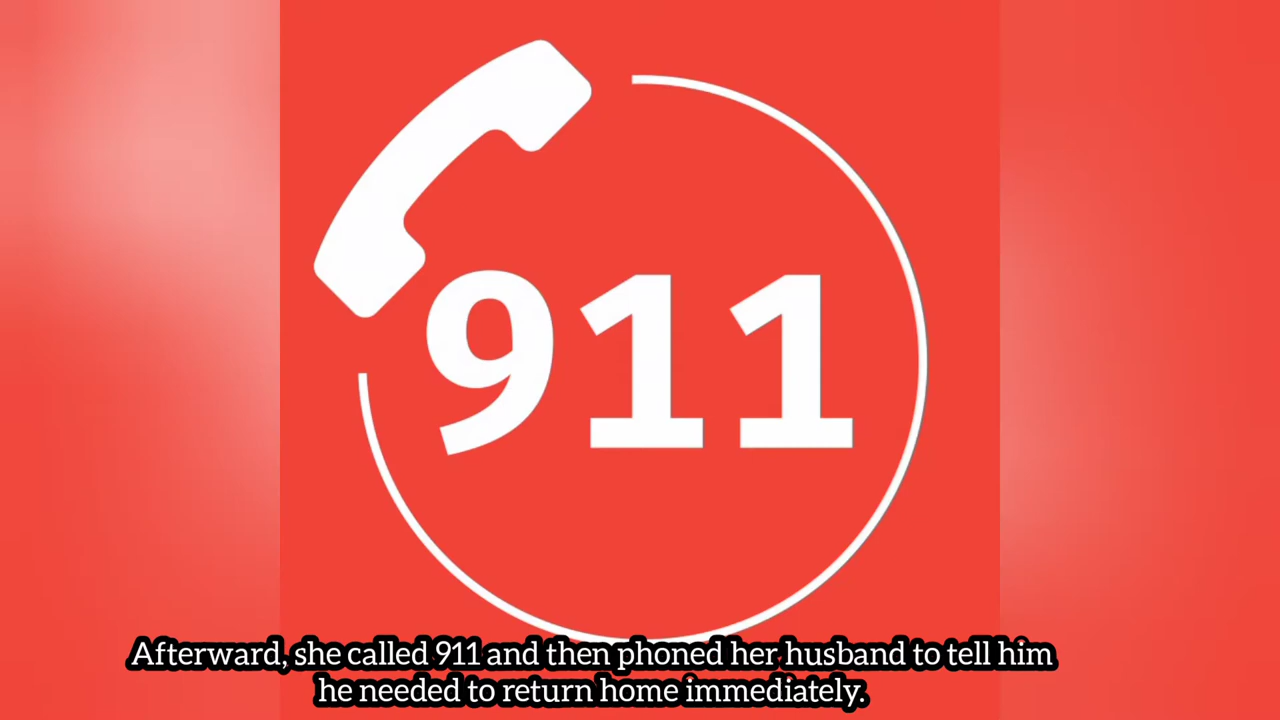 911
Afterward, she called 911 and then phoned her husband to tell him
he needed to return home immediately.